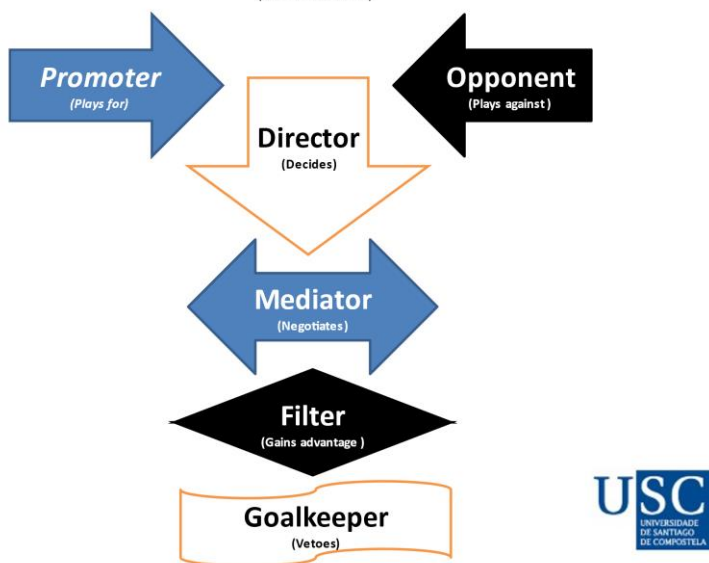 Promoter
(Plays for)
Opponent
(Plays against )
Director
(Decides)
Mediator
(Negotiates )
Filter
(Gains advantage )
Goalkeeper
(Vetoes)
USC
UNIVERSIDADE
DE SANTIAGO
DE COMPOSTELA